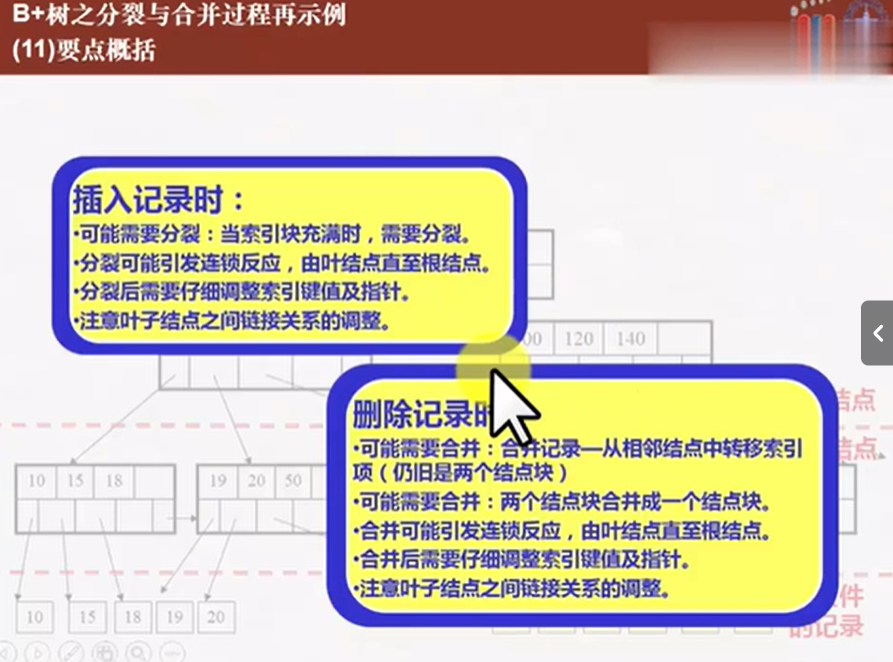 B+树之分裂与合并过程再示例
(11)要点概括
插入记录时：
•可能需要分裂：当索引块充满时，需要分裂。
•分裂可能引发连锁反应，由叶结点直至根结点。
•分裂后需要仔细调整索引键值及指针。
•注意叶子结点之间链接关系的调整。
00 120 140
删除记录时
•可能需要合并：合并记录—从相邻结点中转移索引
项（仍旧是两个结点块）
•可能需要合并：两个结点块合并成一个结点块。
•合并可能引发连锁反应，由叶结点直至根结点。
•合并后需要仔细调整索引键值及指针。
•注意叶子结点之间链接关系的调整。
结点
结点
10 15 18
19 20 50
10 15 18 19 20
件
的记录